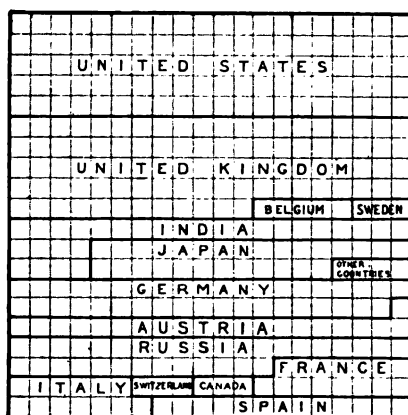 UNITED STATES
UNITED KINGDOM
BELGIUM SWEDEN
INDIA
JAPAN
OTHER COUNTRIES
GERMANY
AUSTRIA
RUSSIA
FRANCE
ITALY SWITZERLAND CANADA
SPAIN